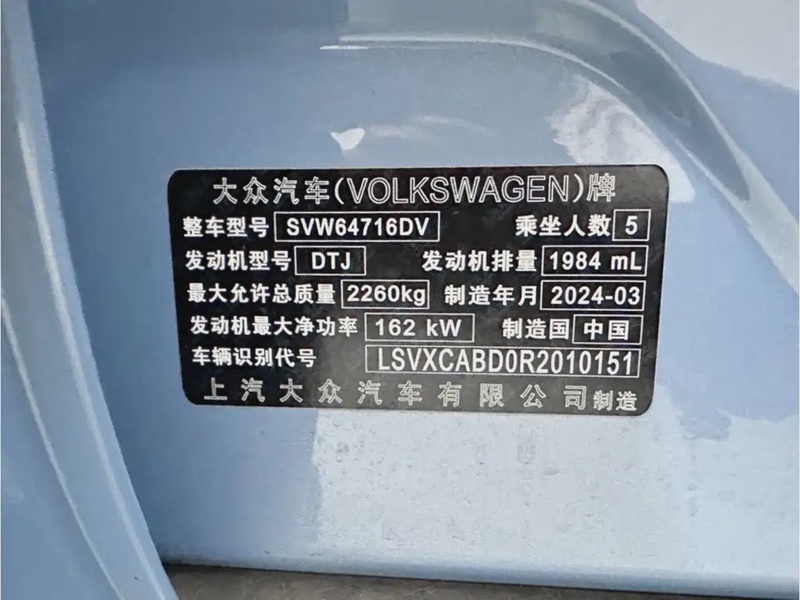 大众汽车(VOLKSWAGEN)牌
整车型号 SVW64716DV 乘坐人数 5
发动机型号 DTJ 发动机排量 1984 mL
最大允许总质量 2260kg 制造年月 2024-03
发动机最大净功率 162 kW 制造国 中国
车辆识别代号 LSVXCABD0R2010151
上汽大众汽车有限公司制造